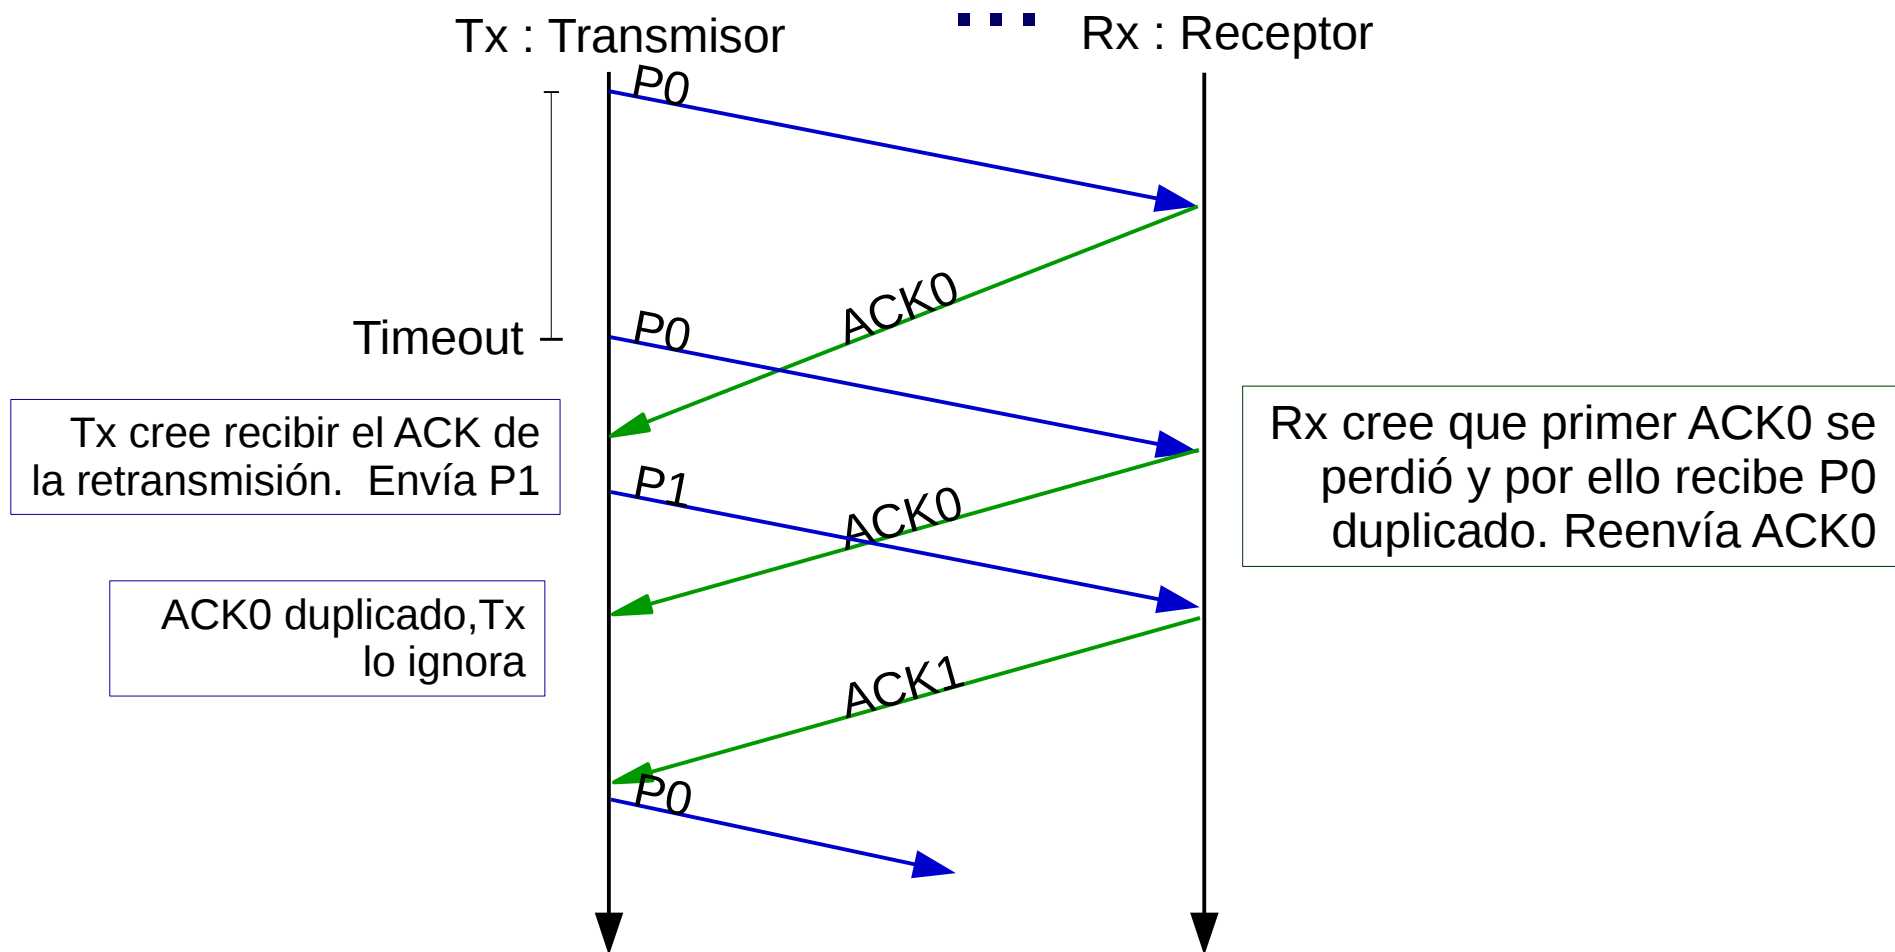 Tx : Transmisor
Rx : Receptor
P0
ACK0
Timeout
P0
Tx cree recibir el ACK de
la retransmisión.  Envía P1
Rx cree que primer ACK0 se
perdió y por ello recibe P0
duplicado. Reenvía ACK0
P1
ACK0
ACK0 duplicado,Tx
lo ignora
ACK1
P0